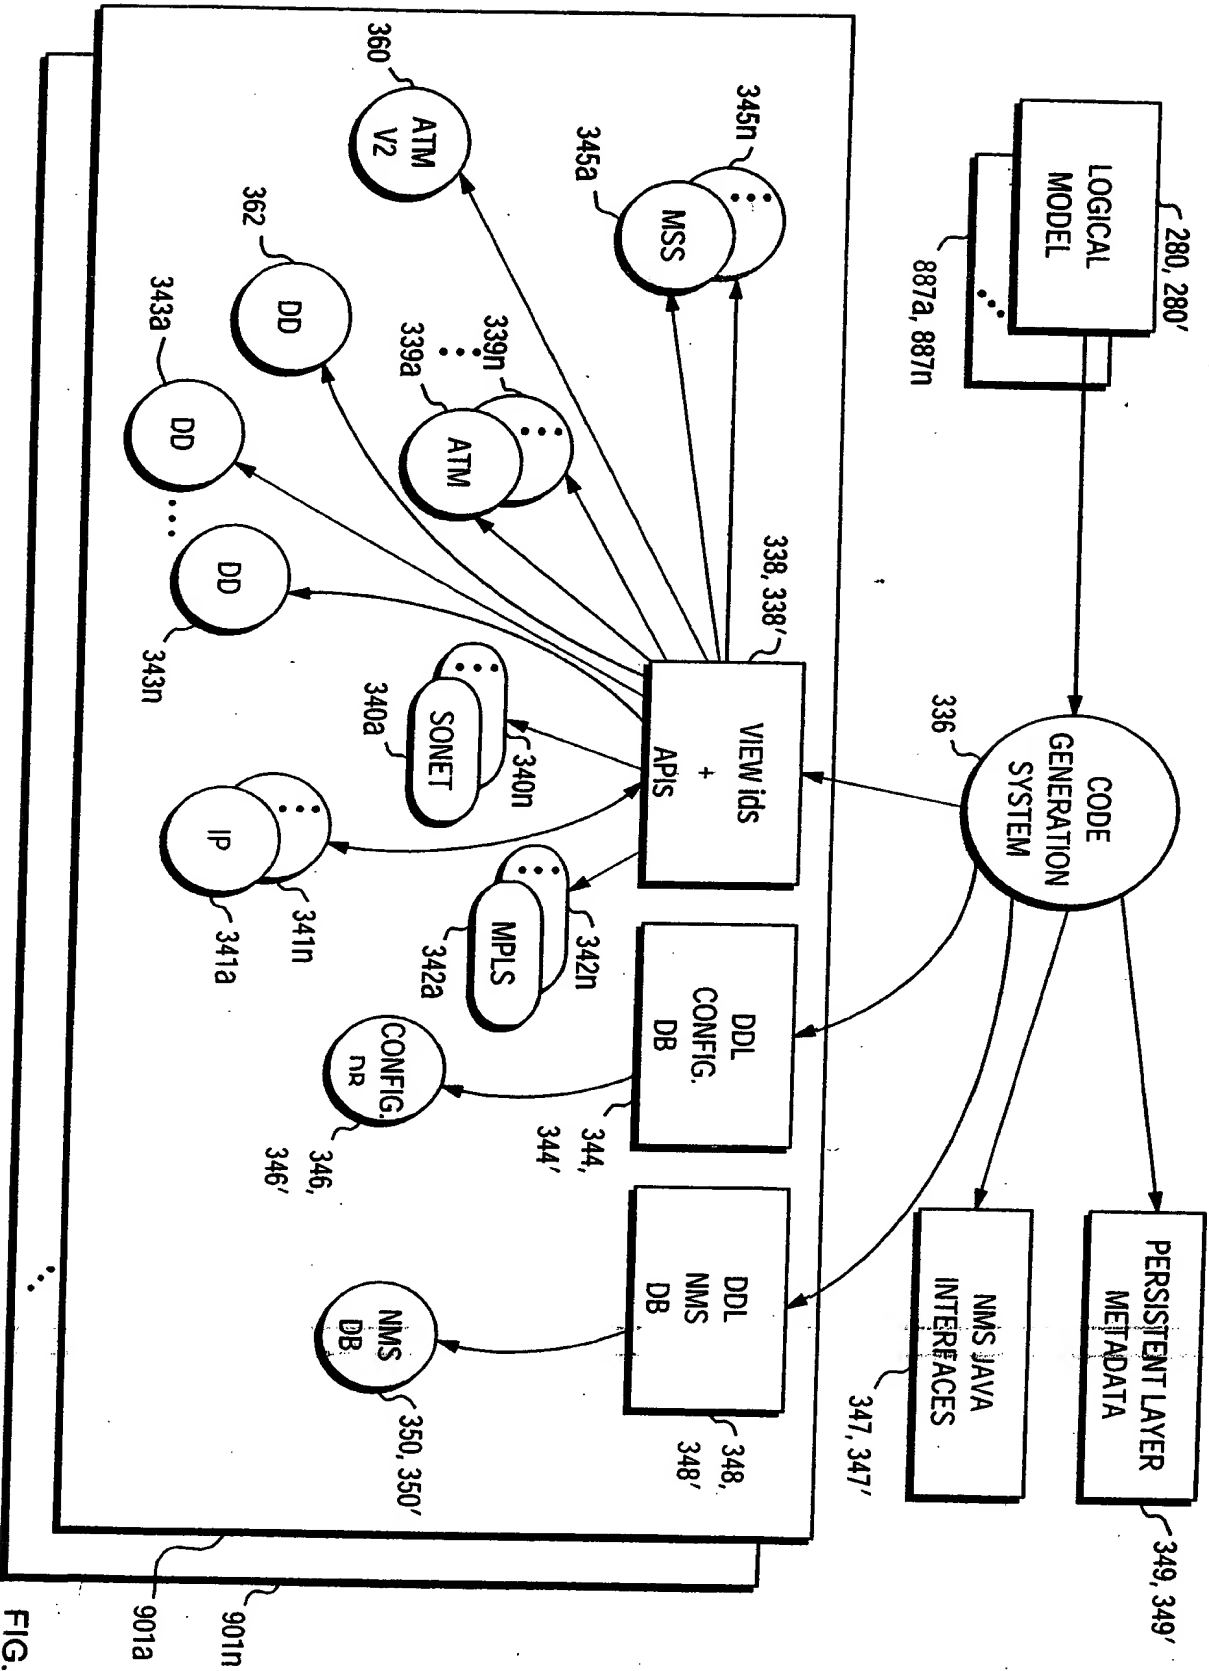 LOGICAL
MODEL
280, 280'
887a, 887n
CODE
GENERATION
SYSTEM
336
PERSISTENT LAYER
METADATA
349, 349'
NMS JAVA
INTERFACES
347, 347'
345n
MSS
345a
338, 338'
VIEW ids
+
APIs
DDL
CONFIG.
DB
344,
344'
DDL
NMS
DB
348,
348'
360
ATM
V2
362
DD
339n
339a
ATM
343a
DD
DD
343n
SONET
340a
340n
IP
341n
341a
MPLS
342n
342a
CONFIG.
346,
346'
NMS
DB
350, 350'
901a
901n
FIG.